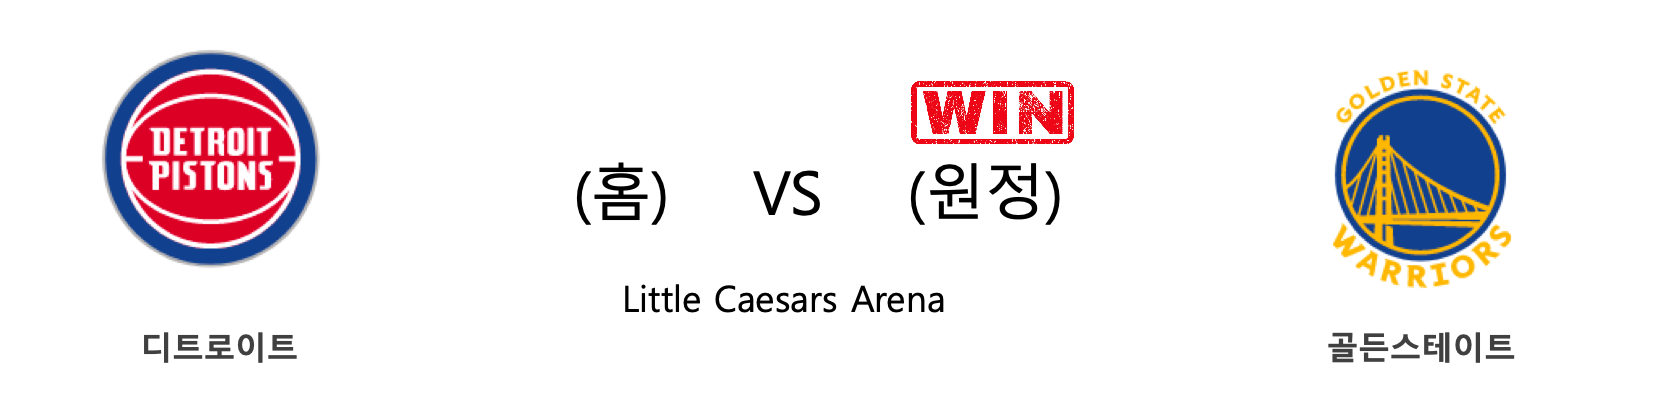 DETROIT
PISTONS
디트로이트
WIN
(홈) VS (원정)
Little Caesars Arena
GOLDEN STATE
WARRIORS
골든스테이트